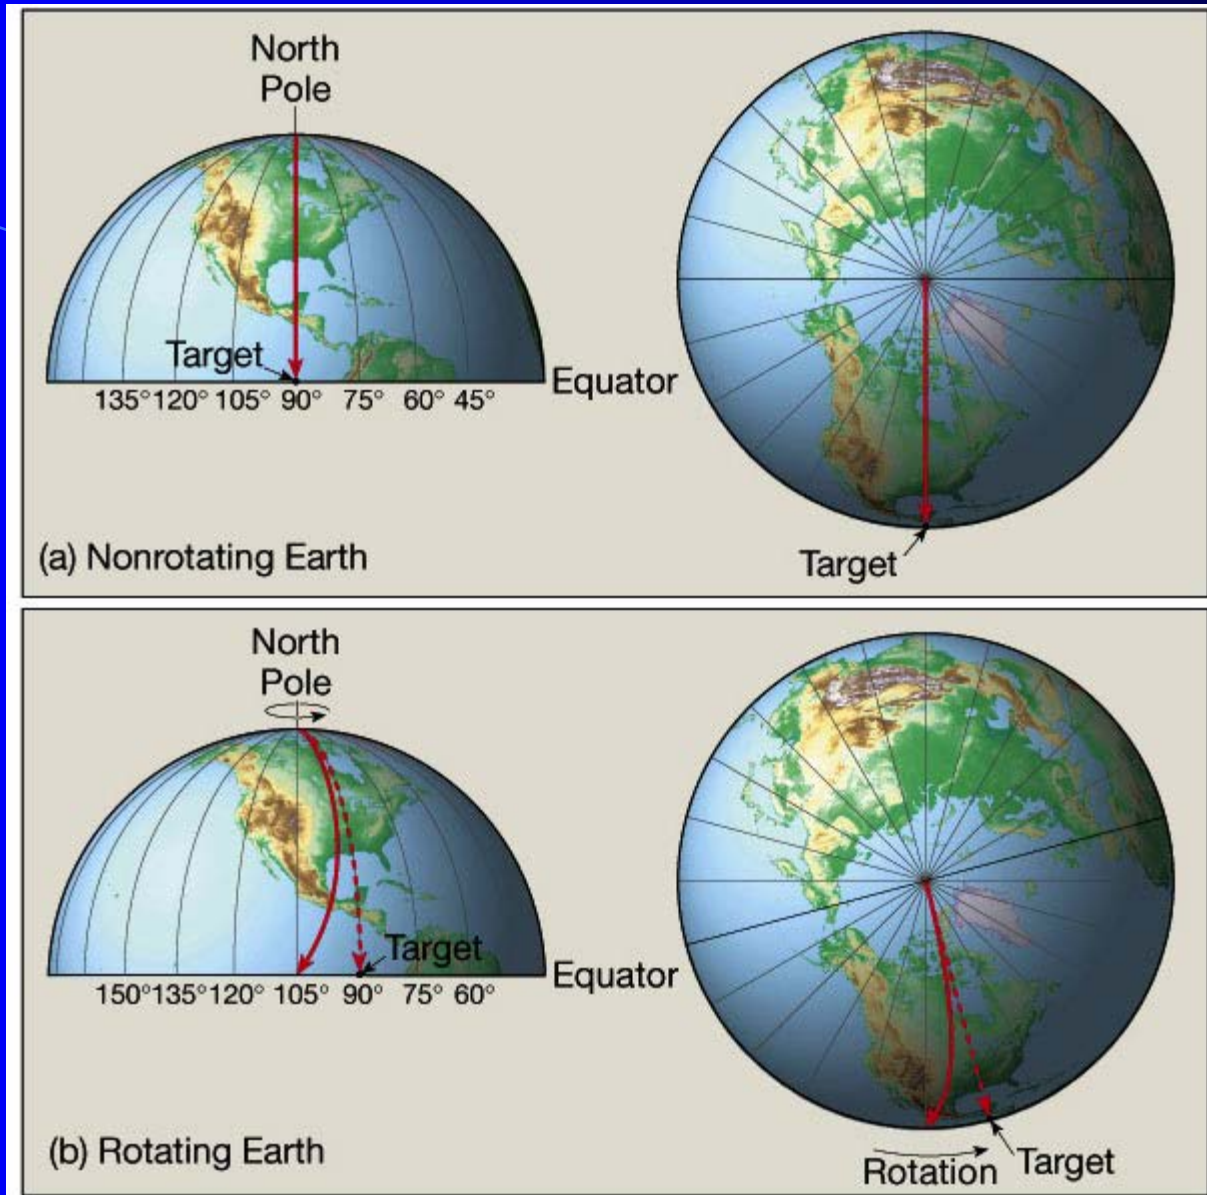 North
Pole
Target
135° 120° 105° 90° 75° 60° 45°
Equator
(a) Nonrotating Earth
Target
North
Pole
Target
150° 135° 120° 105° 90° 75° 60°
Equator
(b) Rotating Earth
Rotation
Target